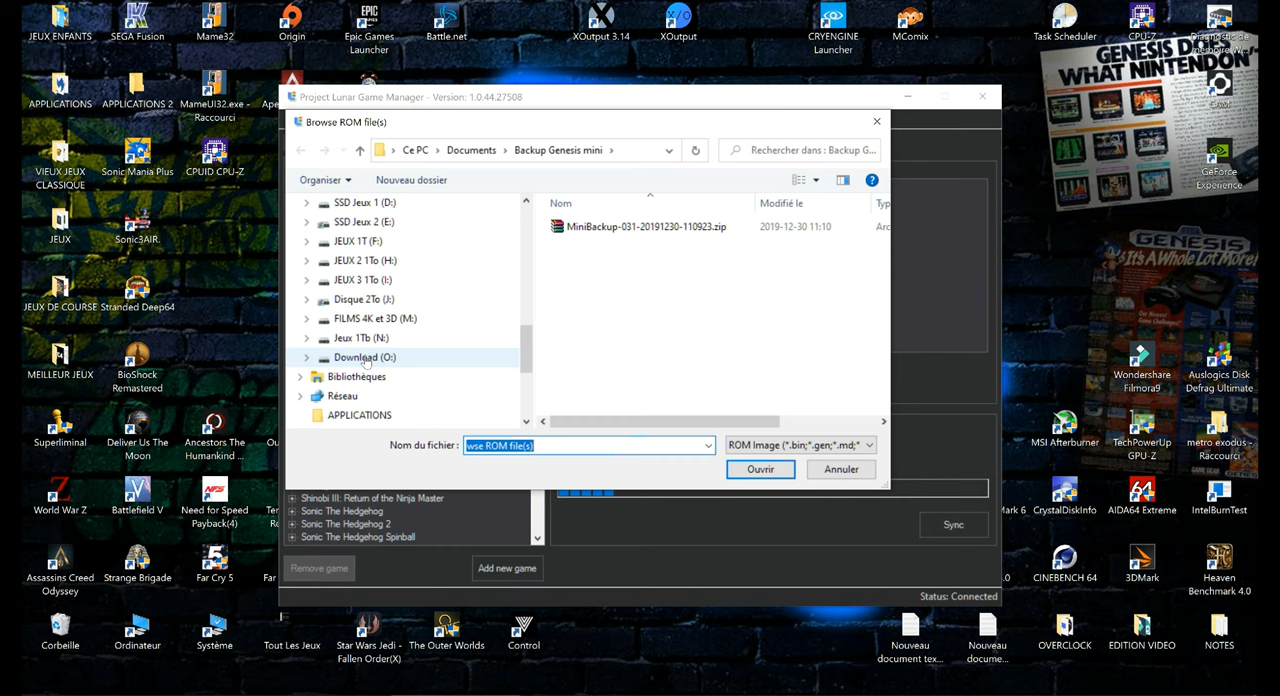 JEUX ENFANTS
SEGA Fusion
Mame32
Origin
Epic Games
Launcher
Battle.net
XOutput 3.14
XOutput
CRYENGINE
Launcher
MComix
Task Scheduler
CPU-Z
Diagnostic de
GENESIS D
WHAT NINTENDON
APPLICATIONS
APPLICATIONS 2
MameUI32.exe -
Raccourci
Project Lunar Game Manager - Version: 1.0.44.27508
Browse ROM file(s)
Ce PC
Documents
Backup Genesis mini
Rechercher dans : Backup G...
Organiser
Nouveau dossier
VIEUX JEUX
CLASSIQUE
Sonic Mania Plus
CPUID CPU-Z
GeForce
Experience
SSD Jeux 1 (D:)
SSD Jeux 2 (E:)
JEUX 1T (F:)
JEUX 2 1To (H:)
JEUX 3 1To (I:)
Disque 2To (J:)
FILMS 4K et 3D (M:)
Jeux 1Tb (N:)
Download (O:)
Bibliothèques
Réseau
APPLICATIONS
Nom
Modifié le
Typ
MiniBackup-031-20191230-110923.zip
2019-12-30 11:10
Arc
JEUX
Sonic3AIR.
GENESIS
It's A Whole Lot More!
JEUX DE COURSE
Stranded Deep64
MEILLEUR JEUX
BioShock
Remastered
Wondershare
Filmora9
Auslogics Disk
Defrag Ultimate
Nom du fichier :
wse ROM file(s)
ROM Image (*.bin;*.gen;*.md;*
Ouvrir
Annuler
Superliminal
Deliver Us The
Moon
Ancestors The
Humankind ...
MSI Afterburner
TechPowerUp
GPU-Z
metro exodus -
Raccourci
Shinobi III: Return of the Ninja Master
Sonic The Hedgehog
Sonic The Hedgehog 2
Sonic The Hedgehog Spinball
Sync
World War Z
Battlefield V
Need for Speed
Payback(4)
Mark 6
CrystalDiskInfo
AIDA64 Extreme
IntelBurnTest
Remove game
Add new game
Status: Connected
Assassins Creed
Odyssey
Strange Brigade
Far Cry 5
CINEBENCH 64
3DMark
Heaven
Benchmark 4.0
Corbeille
Ordinateur
Système
Tout Les Jeux
Star Wars Jedi -
Fallen Order(X)
The Outer Worlds
Control
Nouveau
document tex...
Nouveau
docume...
OVERCLOCK
EDITION VIDEO
NOTES